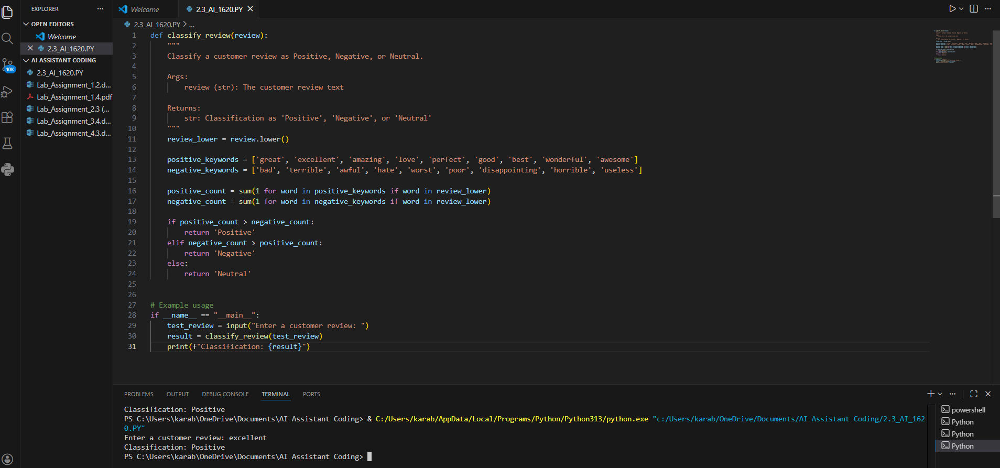 EXPLORER
OPEN EDITORS
Welcome
2.3_AI_1620.PY
AI ASSISTANT CODING
2.3_AI_1620.PY
Lab_Assignment_1.2.d...
Lab_Assignment_1.4.pdf
Lab_Assignment_2.3 (...
Lab_Assignment_3.4.d...
Lab_Assignment_4.3.d...
10K
Welcome
2.3_AI_1620.PY
2.3_AI_1620.PY > ...
1 def classify_review(review):
2 """
3 Classify a customer review as Positive, Negative, or Neutral.
4
5 Args:
6 review (str): The customer review text
7
8 Returns:
9 str: Classification as 'Positive', 'Negative', or 'Neutral'
10 """
11 review_lower = review.lower()
12
13 positive_keywords = ['great', 'excellent', 'amazing', 'love', 'perfect', 'good', 'best', 'wonderful', 'awesome']
14 negative_keywords = ['bad', 'terrible', 'awful', 'hate', 'worst', 'poor', 'disappointing', 'horrible', 'useless']
15
16 positive_count = sum(1 for word in positive_keywords if word in review_lower)
17 negative_count = sum(1 for word in negative_keywords if word in review_lower)
18
19 if positive_count > negative_count:
20 return 'Positive'
21 elif negative_count > positive_count:
22 return 'Negative'
23 else:
24 return 'Neutral'
25
26
27 # Example usage
28 if __name__ == "__main__":
29 test_review = input("Enter a customer review: ")
30 result = classify_review(test_review)
31 print(f"Classification: {result}")
PROBLEMS OUTPUT DEBUG CONSOLE TERMINAL PORTS
Classification: Positive
PS C:\Users\karab\OneDrive\Documents\AI Assistant Coding> & C:/Users/karab/AppData/Local/Programs/Python/Python313/python.exe "c:/Users/karab/OneDrive/Documents/AI Assistant Coding/2.3_AI_162
0.PY"
Enter a customer review: excellent
Classification: Positive
PS C:\Users\karab\OneDrive\Documents\AI Assistant Coding>
powershell
Python
Python
Python